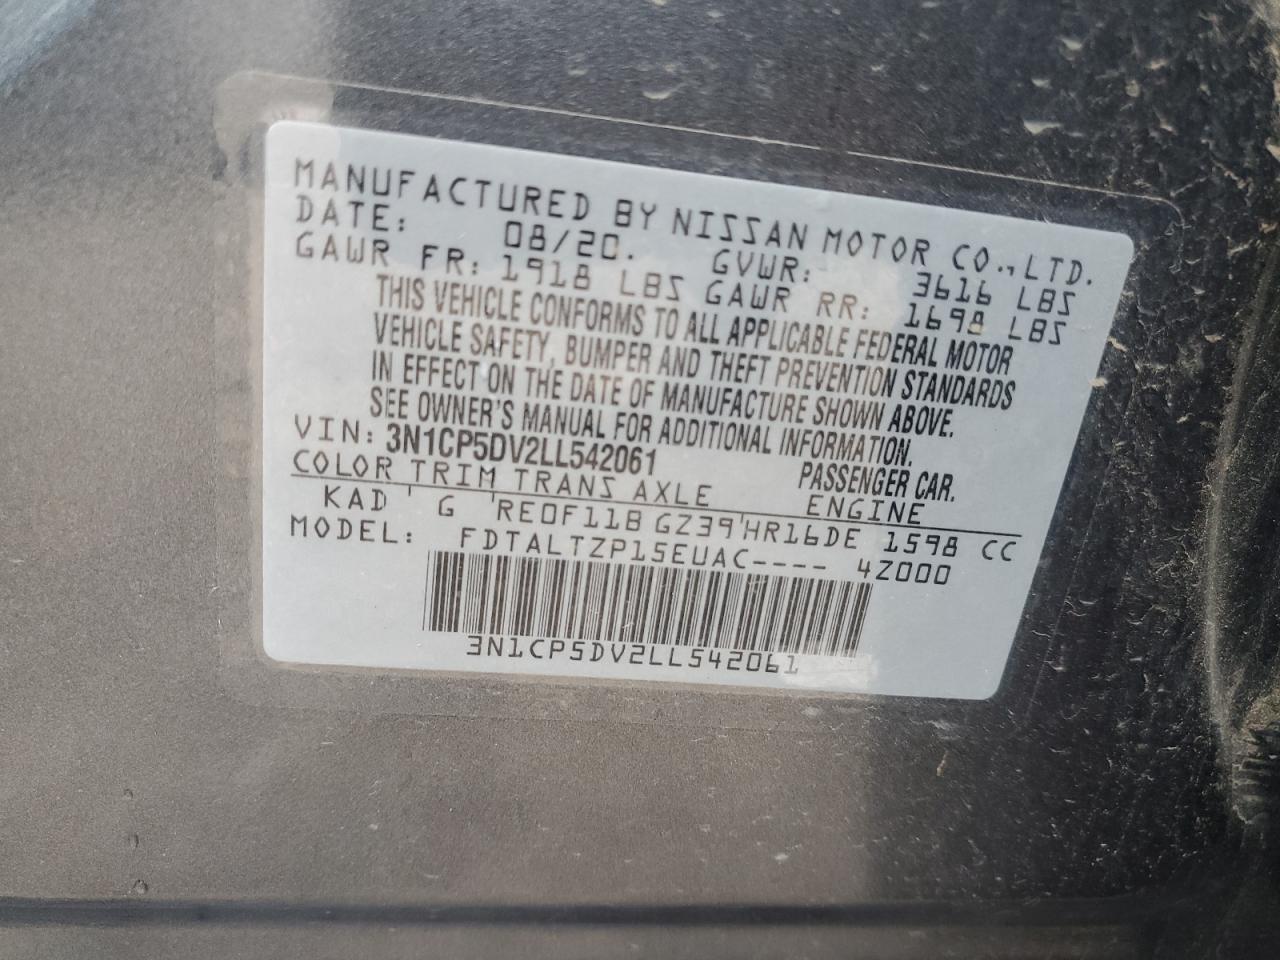 MANUFACTURED BY NISSAN MOTOR CO., LTD.
DATE: 08/20. GVWR: 3616 LBS
GAWR FR: 1918 LBS GAWR RR: 1698 LBS
THIS VEHICLE CONFORMS TO ALL APPLICABLE FEDERAL MOTOR
VEHICLE SAFETY, BUMPER AND THEFT PREVENTION STANDARDS
IN EFFECT ON THE DATE OF MANUFACTURE SHOWN ABOVE.
SEE OWNER'S MANUAL FOR ADDITIONAL INFORMATION.
VIN: 3N1CP5DV2LL542061 PASSENGER CAR.
COLOR TRIM TRANS AXLE ENGINE
KAD ' G 'RE0F11B GZ39'HR16DE 1598 CC
MODEL: FDTALTZP15EUAC---- 4Z000
3N1CP5DV2LL542061